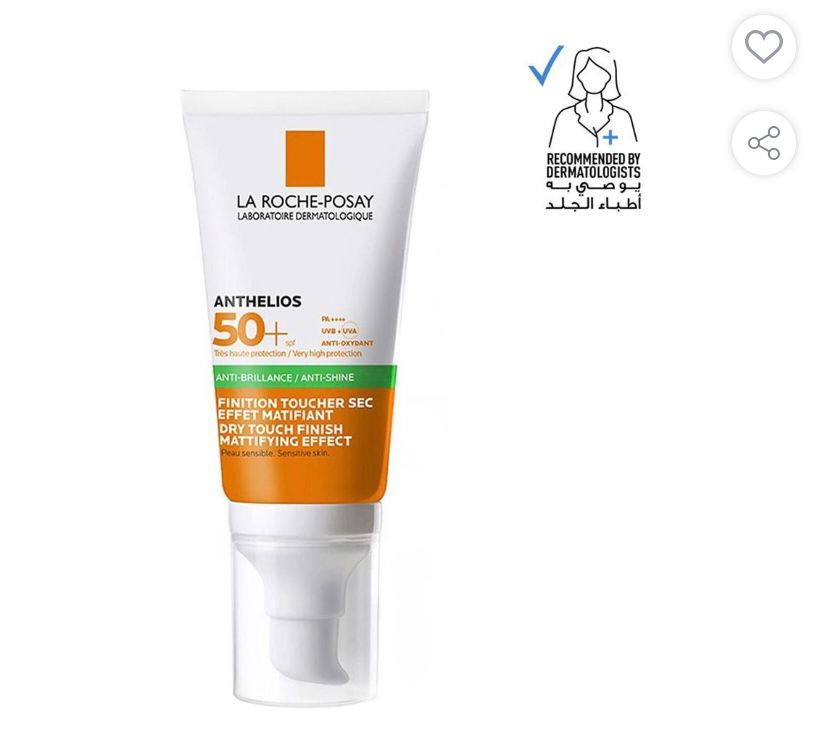 LA ROCHE-POSAY
LABORATOIRE DERMATOLOGIQUE
ANTHELIOS
50+ spf
PA ++++
UVB + UVA
ANTI-OXYDANT
Très haute protection / Very high protection
ANTI-BRILLANCE / ANTI-SHINE
FINITION TOUCHER SEC
EFFET MATIFIANT
DRY TOUCH FINISH
MATTIFYING EFFECT
Peau sensible. Sensitive skin.
RECOMMENDED BY
DERMATOLOGISTS
يوصي به
أطباء الجلد